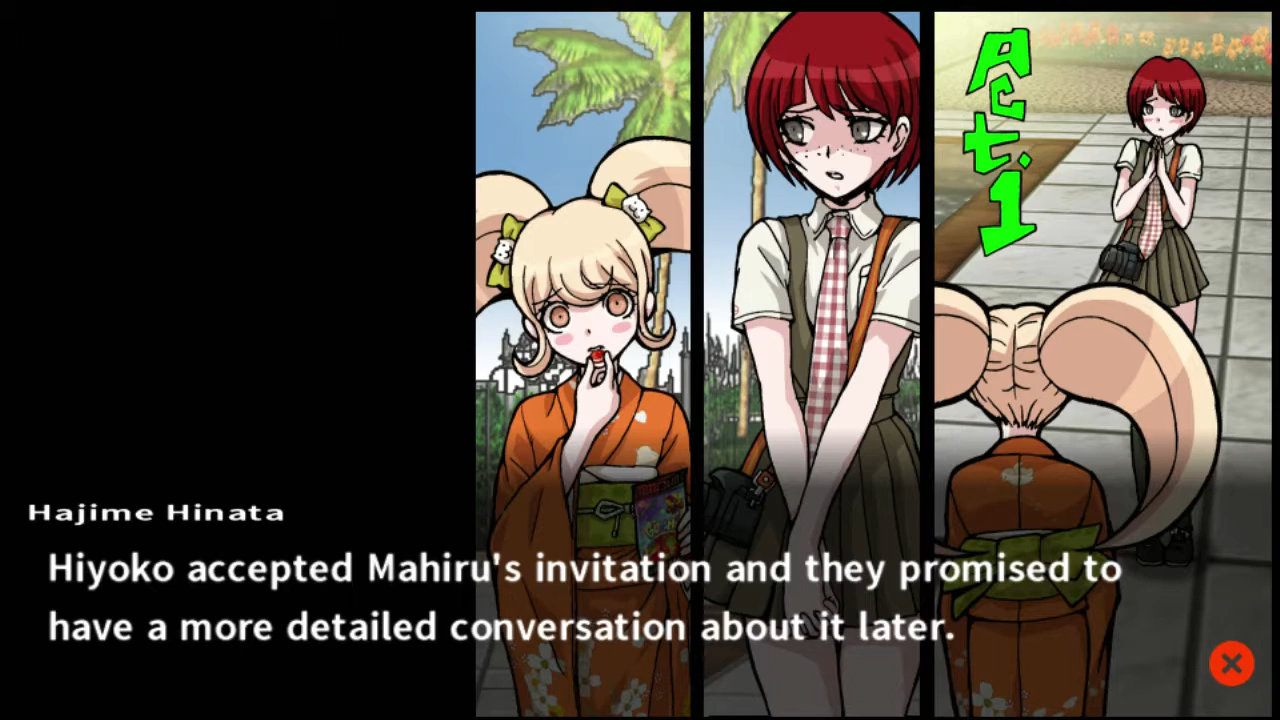 Act.1
Hajime Hinata
Hiyoko accepted Mahiru's invitation and they promised to
have a more detailed conversation about it later.